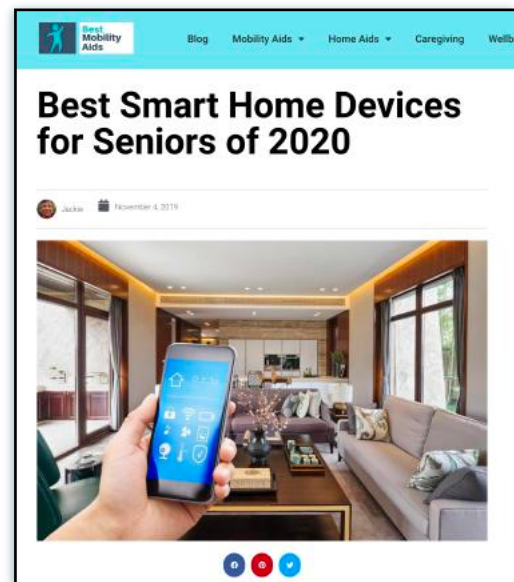 Best
Mobility
Aids
Blog Mobility Aids Home Aids Caregiving Wellb
Best Smart Home Devices
for Seniors of 2020
Jackie November 4, 2019